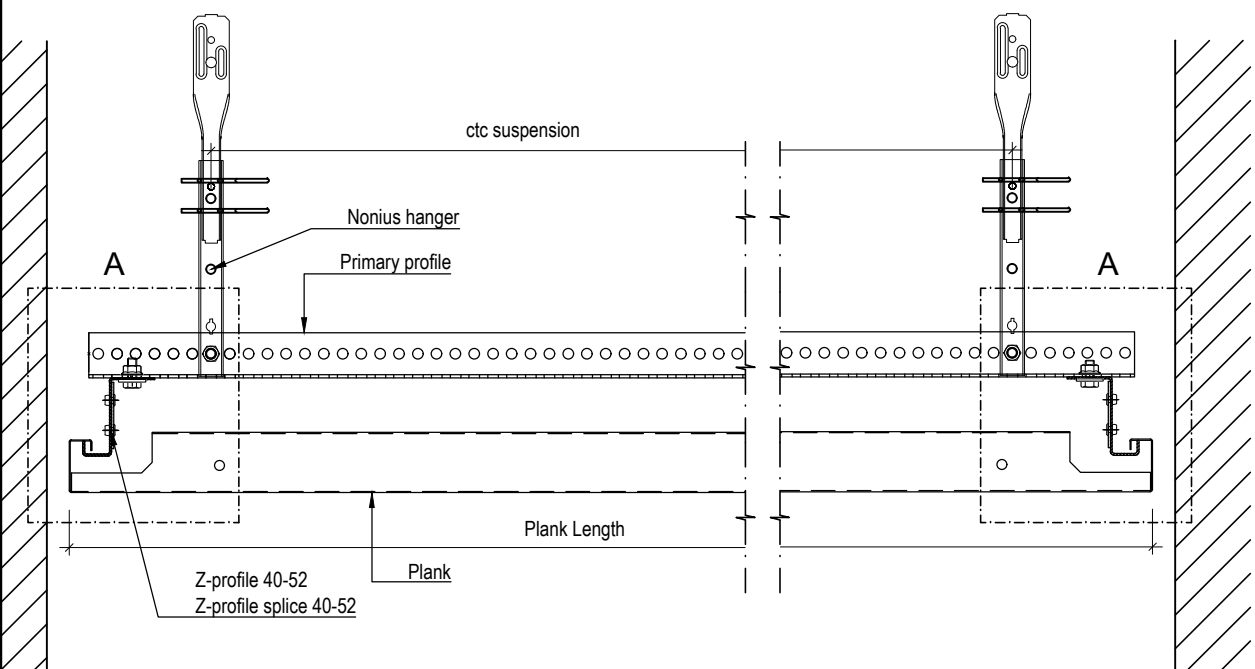 ctc suspension
Nonius hanger
Primary profile
A
A
Plank Length
Plank
Z-profile 40-52
Z-profile splice 40-52